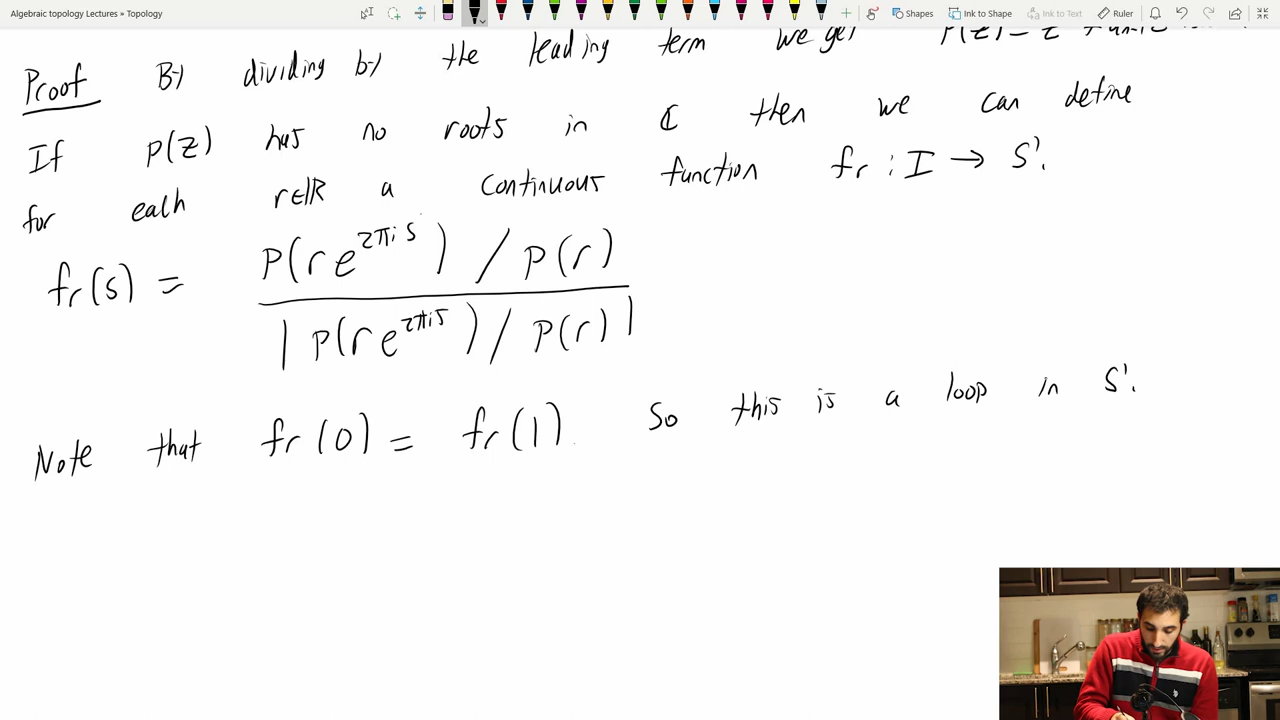 Algebraic topology Lectures » Topology
Shapes Ink to Shape Ink to Text Ruler
Proof By dividing by the leading term we get P(z) = z
If P(z) has no roots in ℂ then we can define
for each r∈ℝ a continuous function fr : I → S¹.
fr(s) = P(re^{2πis}) / P(r)
| P(re^{2πis}) / P(r) |
Note that fr(0) = fr(1). So this is a loop in S¹.